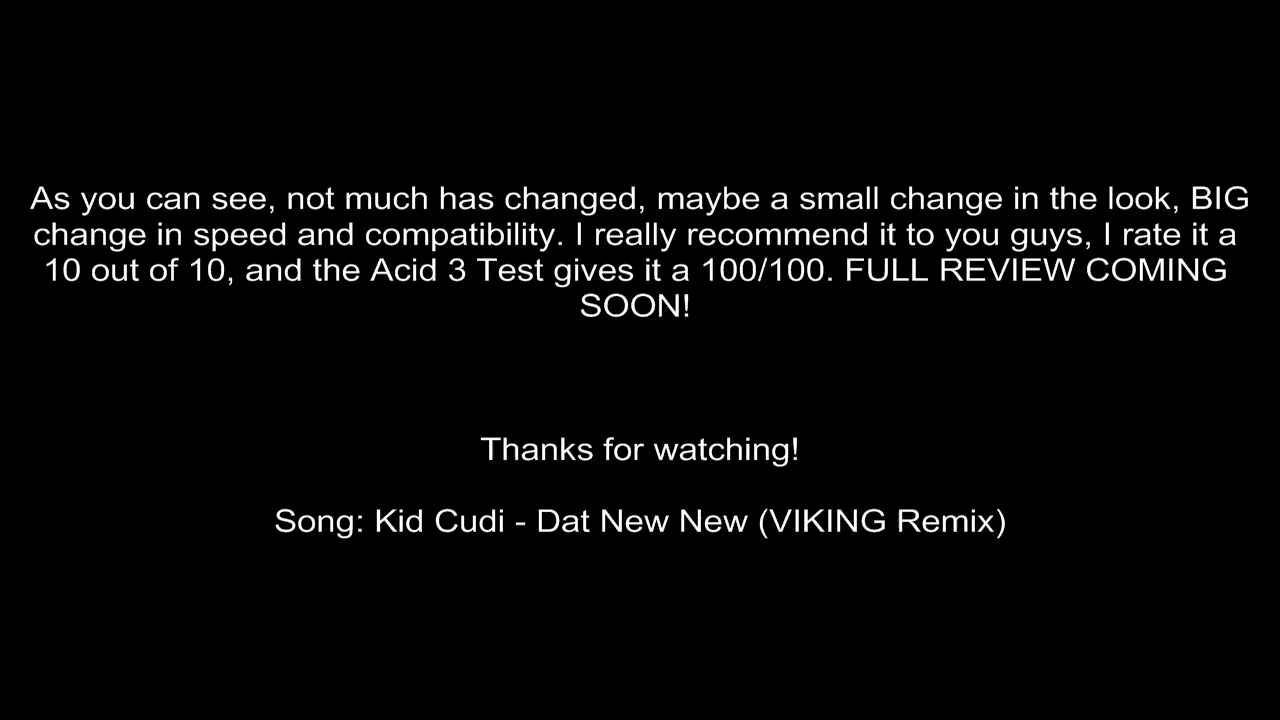 As you can see, not much has changed, maybe a small change in the look, BIG
change in speed and compatibility. I really recommend it to you guys, I rate it a
10 out of 10, and the Acid 3 Test gives it a 100/100. FULL REVIEW COMING
SOON!
Thanks for watching!
Song: Kid Cudi - Dat New New (VIKING Remix)